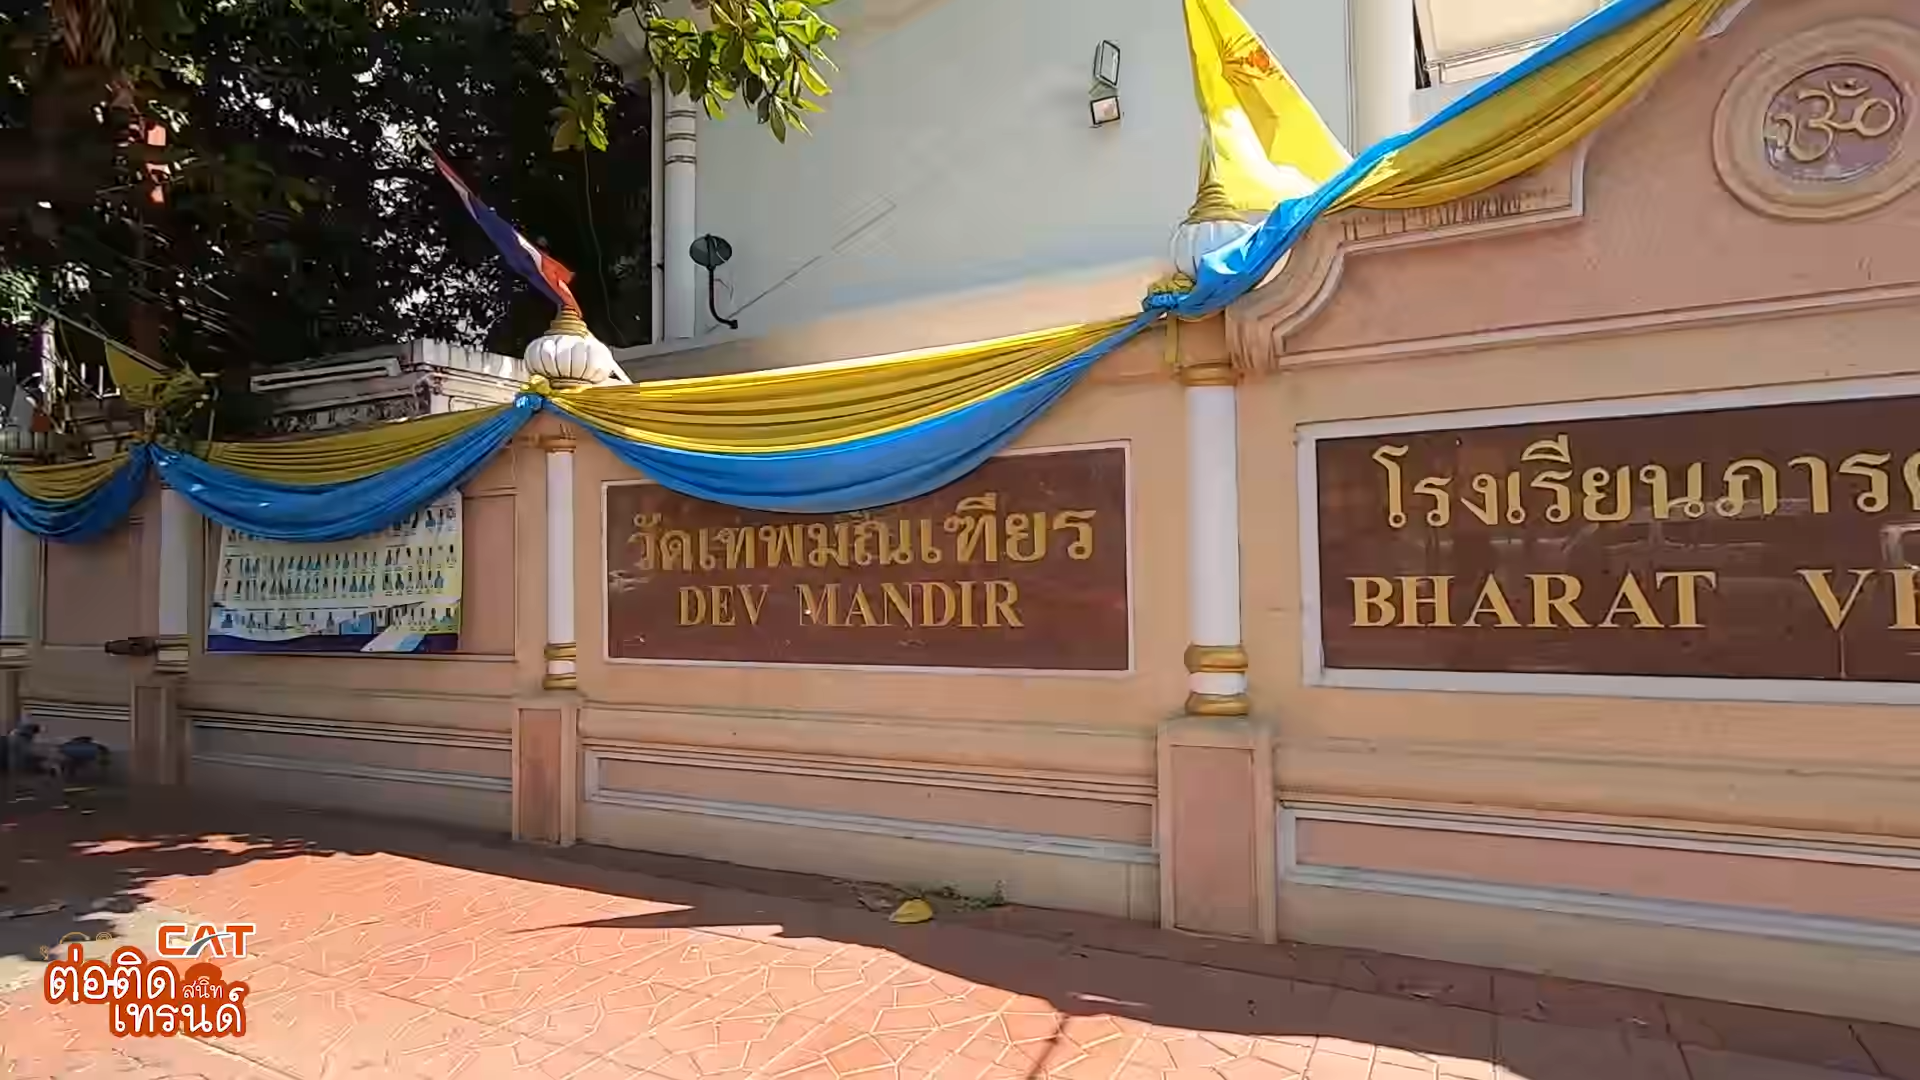 ॐ
วัดเทพมณเฑียร
DEV MANDIR
โรงเรียนภารต
BHARAT
CAT
ต่อติด
สนิท
เทรนด์